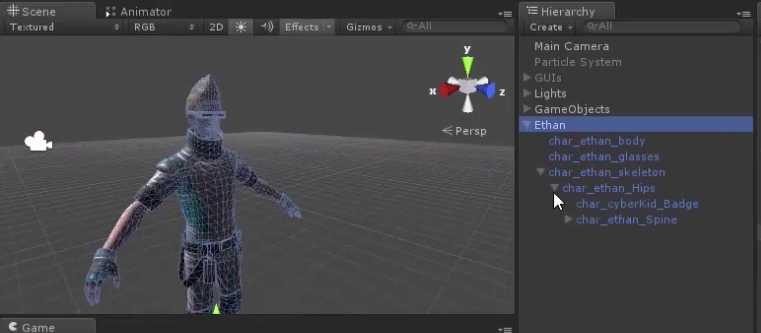 Scene
Animator
Textured
RGB
2D
Effects
Gizmos
All
y
x
z
Persp
Game
Hierarchy
Create
All
Main Camera
Particle System
GUIs
Lights
GameObjects
Ethan
char_ethan_body
char_ethan_glasses
char_ethan_skeleton
char_ethan_Hips
char_cyberKid_Badge
char_ethan_Spine